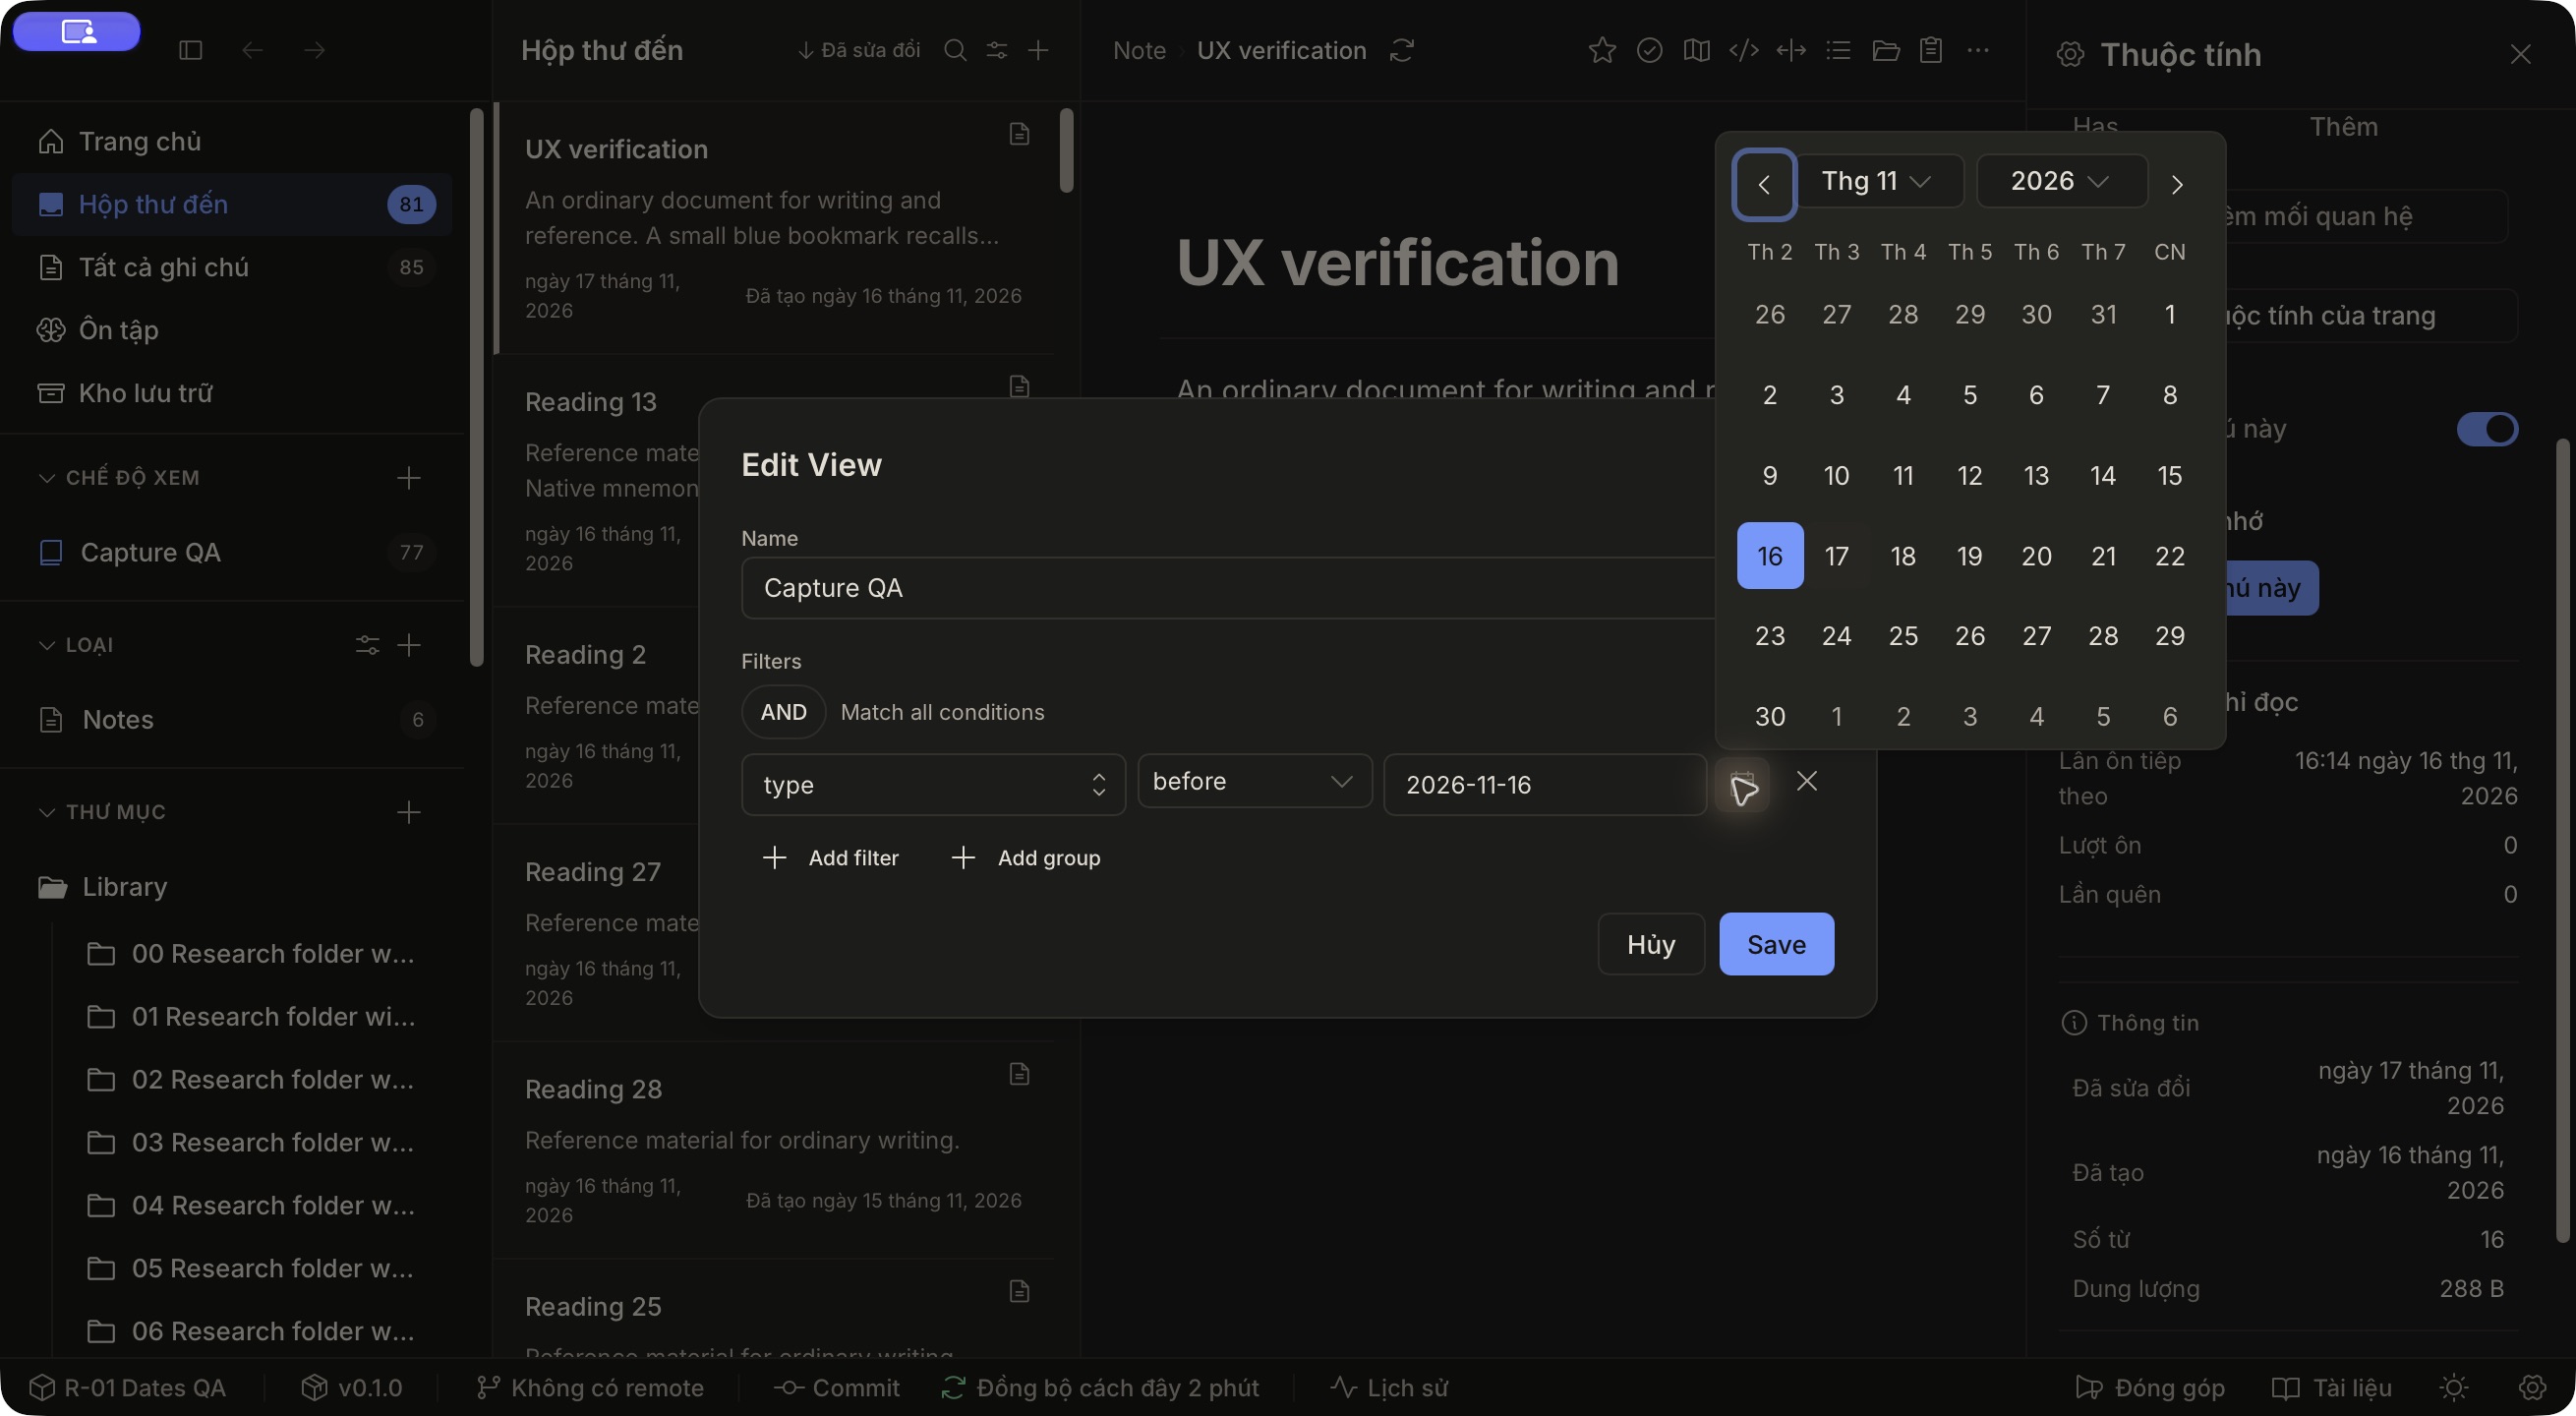 Hộp thư đến
Đã sửa đổi
Note
UX verification
Thuộc tính
Trang chủ
Hộp thư đến
81
Tất cả ghi chú
85
Ôn tập
Kho lưu trữ
CHẾ ĐỘ XEM
Capture QA
77
LOẠI
Notes
6
THƯ MỤC
Library
00 Research folder w...
01 Research folder wi...
02 Research folder w...
03 Research folder w...
04 Research folder w...
05 Research folder w...
06 Research folder w...
UX verification
An ordinary document for writing and
reference. A small blue bookmark recalls...
ngày 17 tháng 11,
2026
Đã tạo ngày 16 tháng 11, 2026
Reading 13
Reference mate
Native mnemon
ngày 16 tháng 11,
2026
Reading 2
Reference mate
ngày 16 tháng 11,
2026
Reading 27
Reference mate
ngày 16 tháng 11,
2026
Reading 28
Reference material for ordinary writing.
ngày 16 tháng 11,
2026
Đã tạo ngày 15 tháng 11, 2026
Reading 25
Reference material for ordinary writing
UX verification
An ordinary document for writing and
Edit View
Name
Capture QA
Filters
AND
Match all conditions
type
before
2026-11-16
Add filter
Add group
Hủy
Save
Thg 11
2026
Th 2 Th 3 Th 4 Th 5 Th 6 Th 7 CN
26 27 28 29 30 31 1
2 3 4 5 6 7 8
9 10 11 12 13 14 15
16 17 18 19 20 21 22
23 24 25 26 27 28 29
30 1 2 3 4 5 6
Has
Thêm
mối quan hệ
tính của trang
này
nhớ
này
đọc
Lần ôn tiếp
theo
16:14 ngày 16 thg 11,
2026
Lượt ôn
0
Lần quên
0
Thông tin
Đã sửa đổi
ngày 17 tháng 11,
2026
Đã tạo
ngày 16 tháng 11,
2026
Số từ
16
Dung lượng
288 B
R-01 Dates QA
v0.1.0
Không có remote
Commit
Đồng bộ cách đây 2 phút
Lịch sử
Đóng góp
Tài liệu